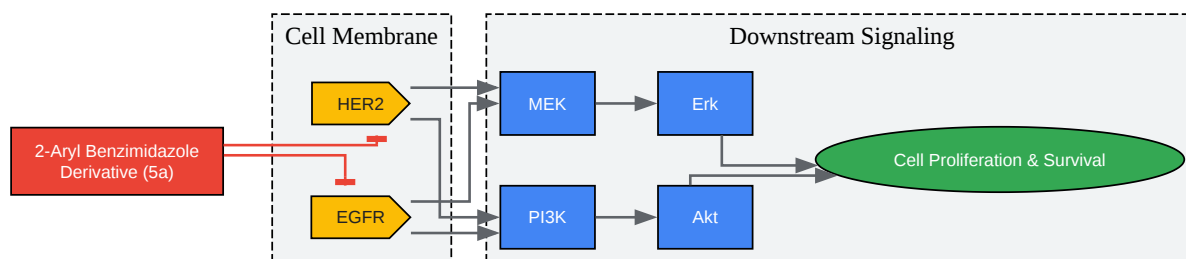 Cell Membrane
Downstream Signaling
HER2
MEK
Erk
2-Aryl Benzimidazole
Derivative (5a)
Cell Proliferation & Survival
EGFR
PI3K
Akt